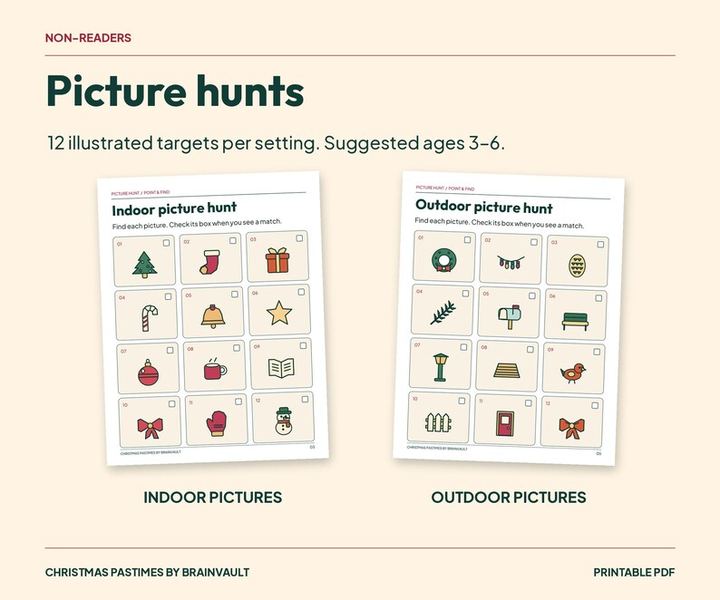 NON-READERS
Picture hunts
12 illustrated targets per setting. Suggested ages 3–6.
PICTURE HUNT / POINT & FIND
Indoor picture hunt
Find each picture. Check its box when you see a match.
01
02
03
04
05
06
07
08
09
10
11
12
CHRISTMAS PASTIMES BY BRAINVAULT
PICTURE HUNT / POINT & FIND
Outdoor picture hunt
Find each picture. Check its box when you see a match.
01
02
03
04
05
06
07
08
09
10
11
12
CHRISTMAS PASTIMES BY BRAINVAULT
INDOOR PICTURES
OUTDOOR PICTURES
CHRISTMAS PASTIMES BY BRAINVAULT
PRINTABLE PDF